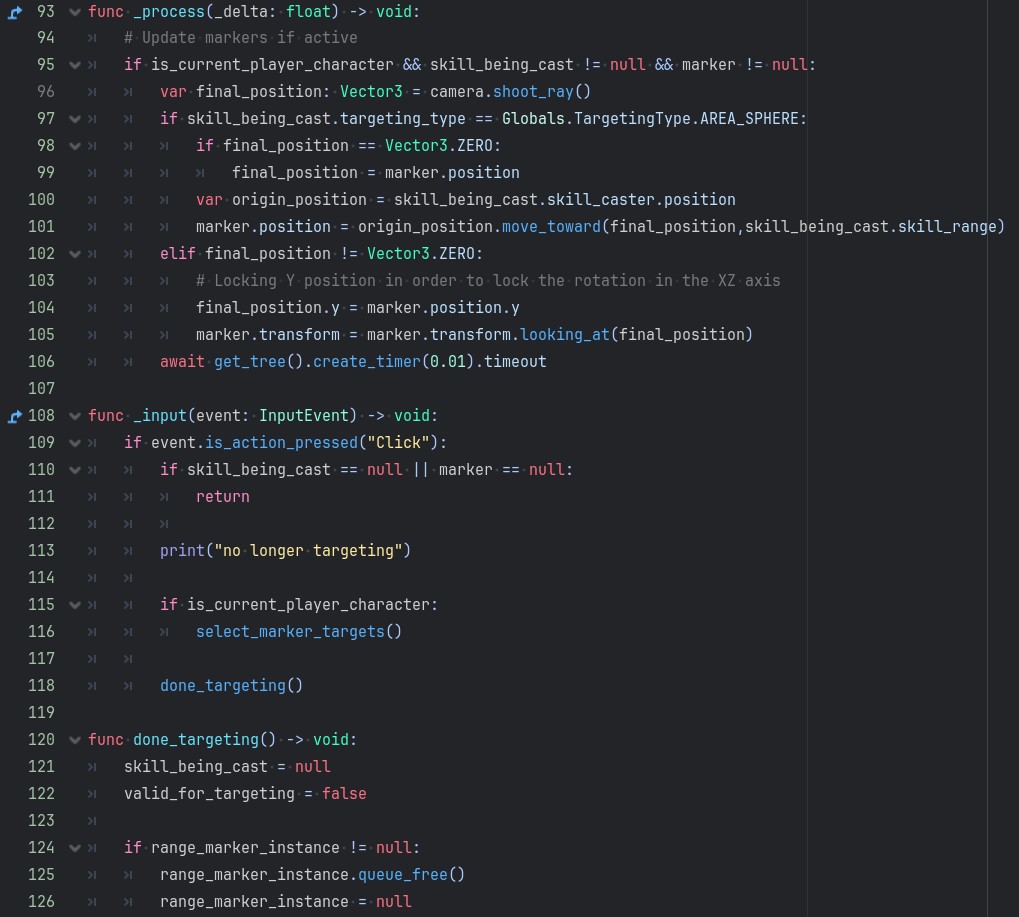 93 func _process(_delta: float) -> void:
94 # Update markers if active
95 if is_current_player_character && skill_being_cast != null && marker != null:
96 var final_position: Vector3 = camera.shoot_ray()
97 if skill_being_cast.targeting_type == Globals.TargetingType.AREA_SPHERE:
98 if final_position == Vector3.ZERO:
99 final_position = marker.position
100 var origin_position = skill_being_cast.skill_caster.position
101 marker.position = origin_position.move_toward(final_position,skill_being_cast.skill_range)
102 elif final_position != Vector3.ZERO:
103 # Locking Y position in order to lock the rotation in the XZ axis
104 final_position.y = marker.position.y
105 marker.transform = marker.transform.looking_at(final_position)
106 await get_tree().create_timer(0.01).timeout
107
108 func _input(event: InputEvent) -> void:
109 if event.is_action_pressed("Click"):
110 if skill_being_cast == null || marker == null:
111 return
112
113 print("no longer targeting")
114
115 if is_current_player_character:
116 select_marker_targets()
117
118 done_targeting()
119
120 func done_targeting() -> void:
121 skill_being_cast = null
122 valid_for_targeting = false
123
124 if range_marker_instance != null:
125 range_marker_instance.queue_free()
126 range_marker_instance = null